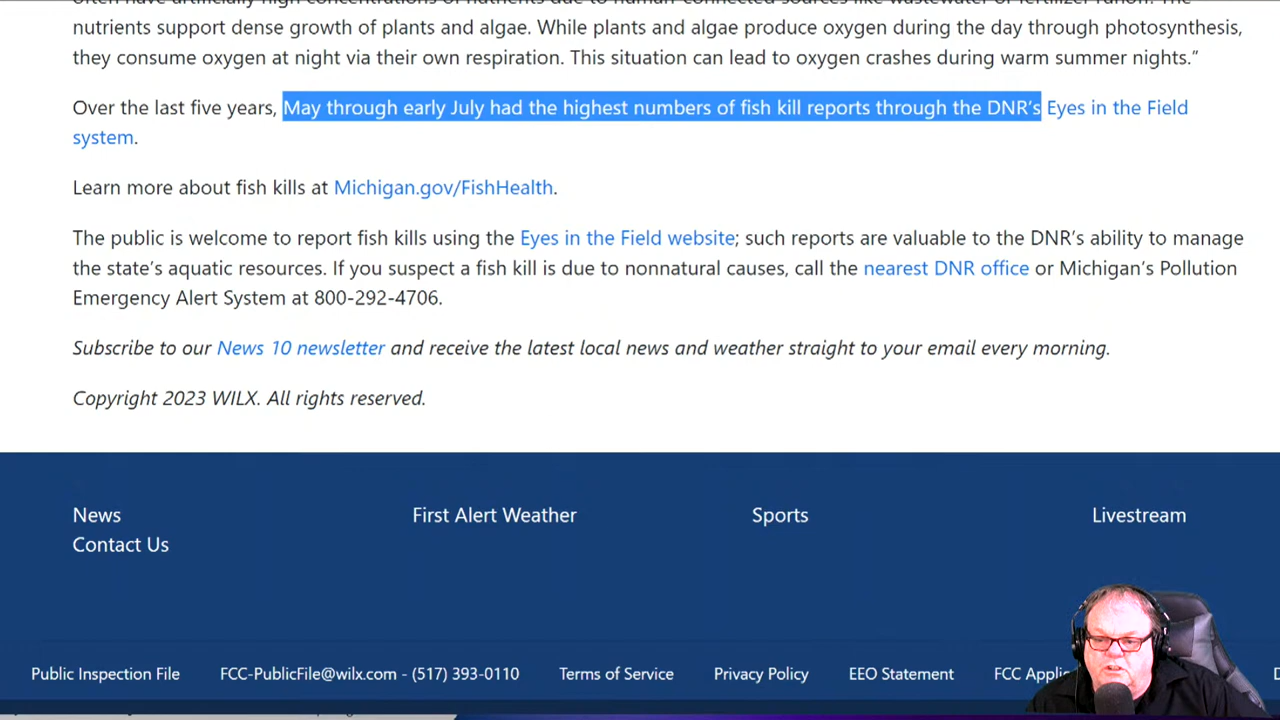 nutrients support dense growth of plants and algae. While plants and algae produce oxygen during the day through photosynthesis,
they consume oxygen at night via their own respiration. This situation can lead to oxygen crashes during warm summer nights.”
Over the last five years, May through early July had the highest numbers of fish kill reports through the DNR’s Eyes in the Field
system.
Learn more about fish kills at Michigan.gov/FishHealth.
The public is welcome to report fish kills using the Eyes in the Field website; such reports are valuable to the DNR’s ability to manage
the state’s aquatic resources. If you suspect a fish kill is due to nonnatural causes, call the nearest DNR office or Michigan’s Pollution
Emergency Alert System at 800-292-4706.
Subscribe to our News 10 newsletter and receive the latest local news and weather straight to your email every morning.
Copyright 2023 WILX. All rights reserved.
News First Alert Weather Sports Livestream
Contact Us
Public Inspection File FCC-PublicFile@wilx.com - (517) 393-0110 Terms of Service Privacy Policy EEO Statement FCC